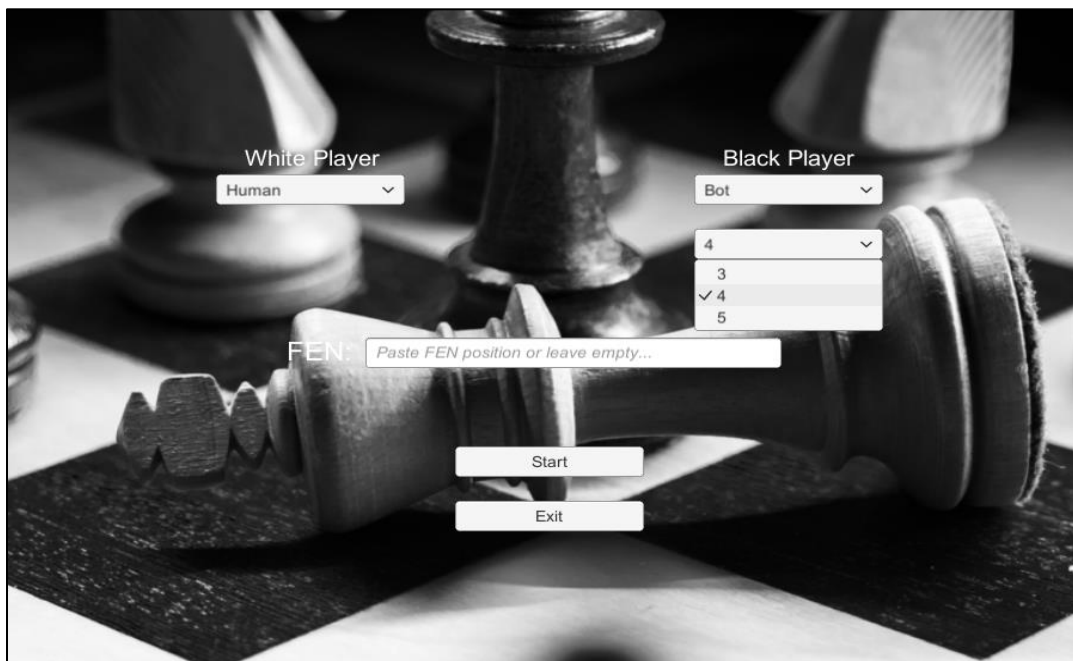 White Player
Black Player
Human
Bot
4
3
4
5
FEN:
Paste FEN position or leave empty...
Start
Exit